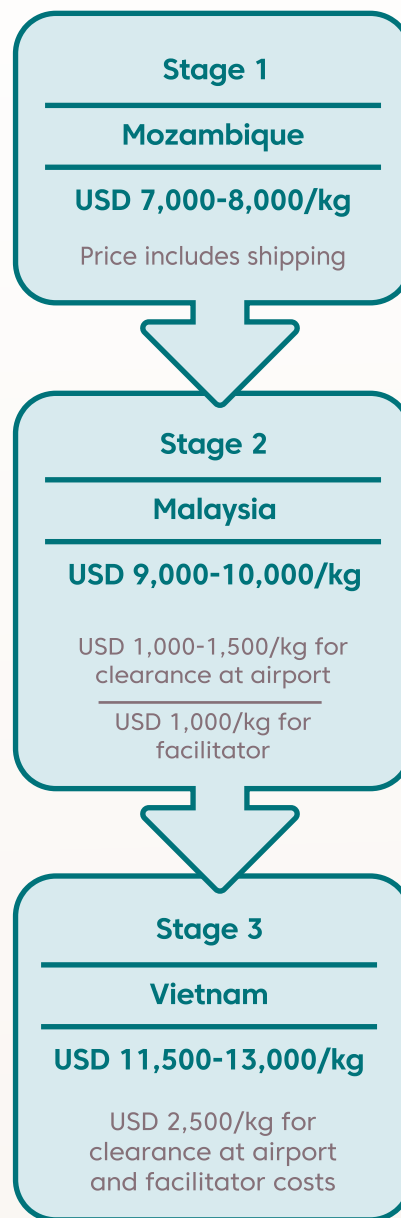 Stage 1
Mozambique
USD 7,000-8,000/kg
Price includes shipping
Stage 2
Malaysia
USD 9,000-10,000/kg
USD 1,000-1,500/kg for
clearance at airport
USD 1,000/kg for
facilitator
Stage 3
Vietnam
USD 11,500-13,000/kg
USD 2,500/kg for
clearance at airport
and facilitator costs